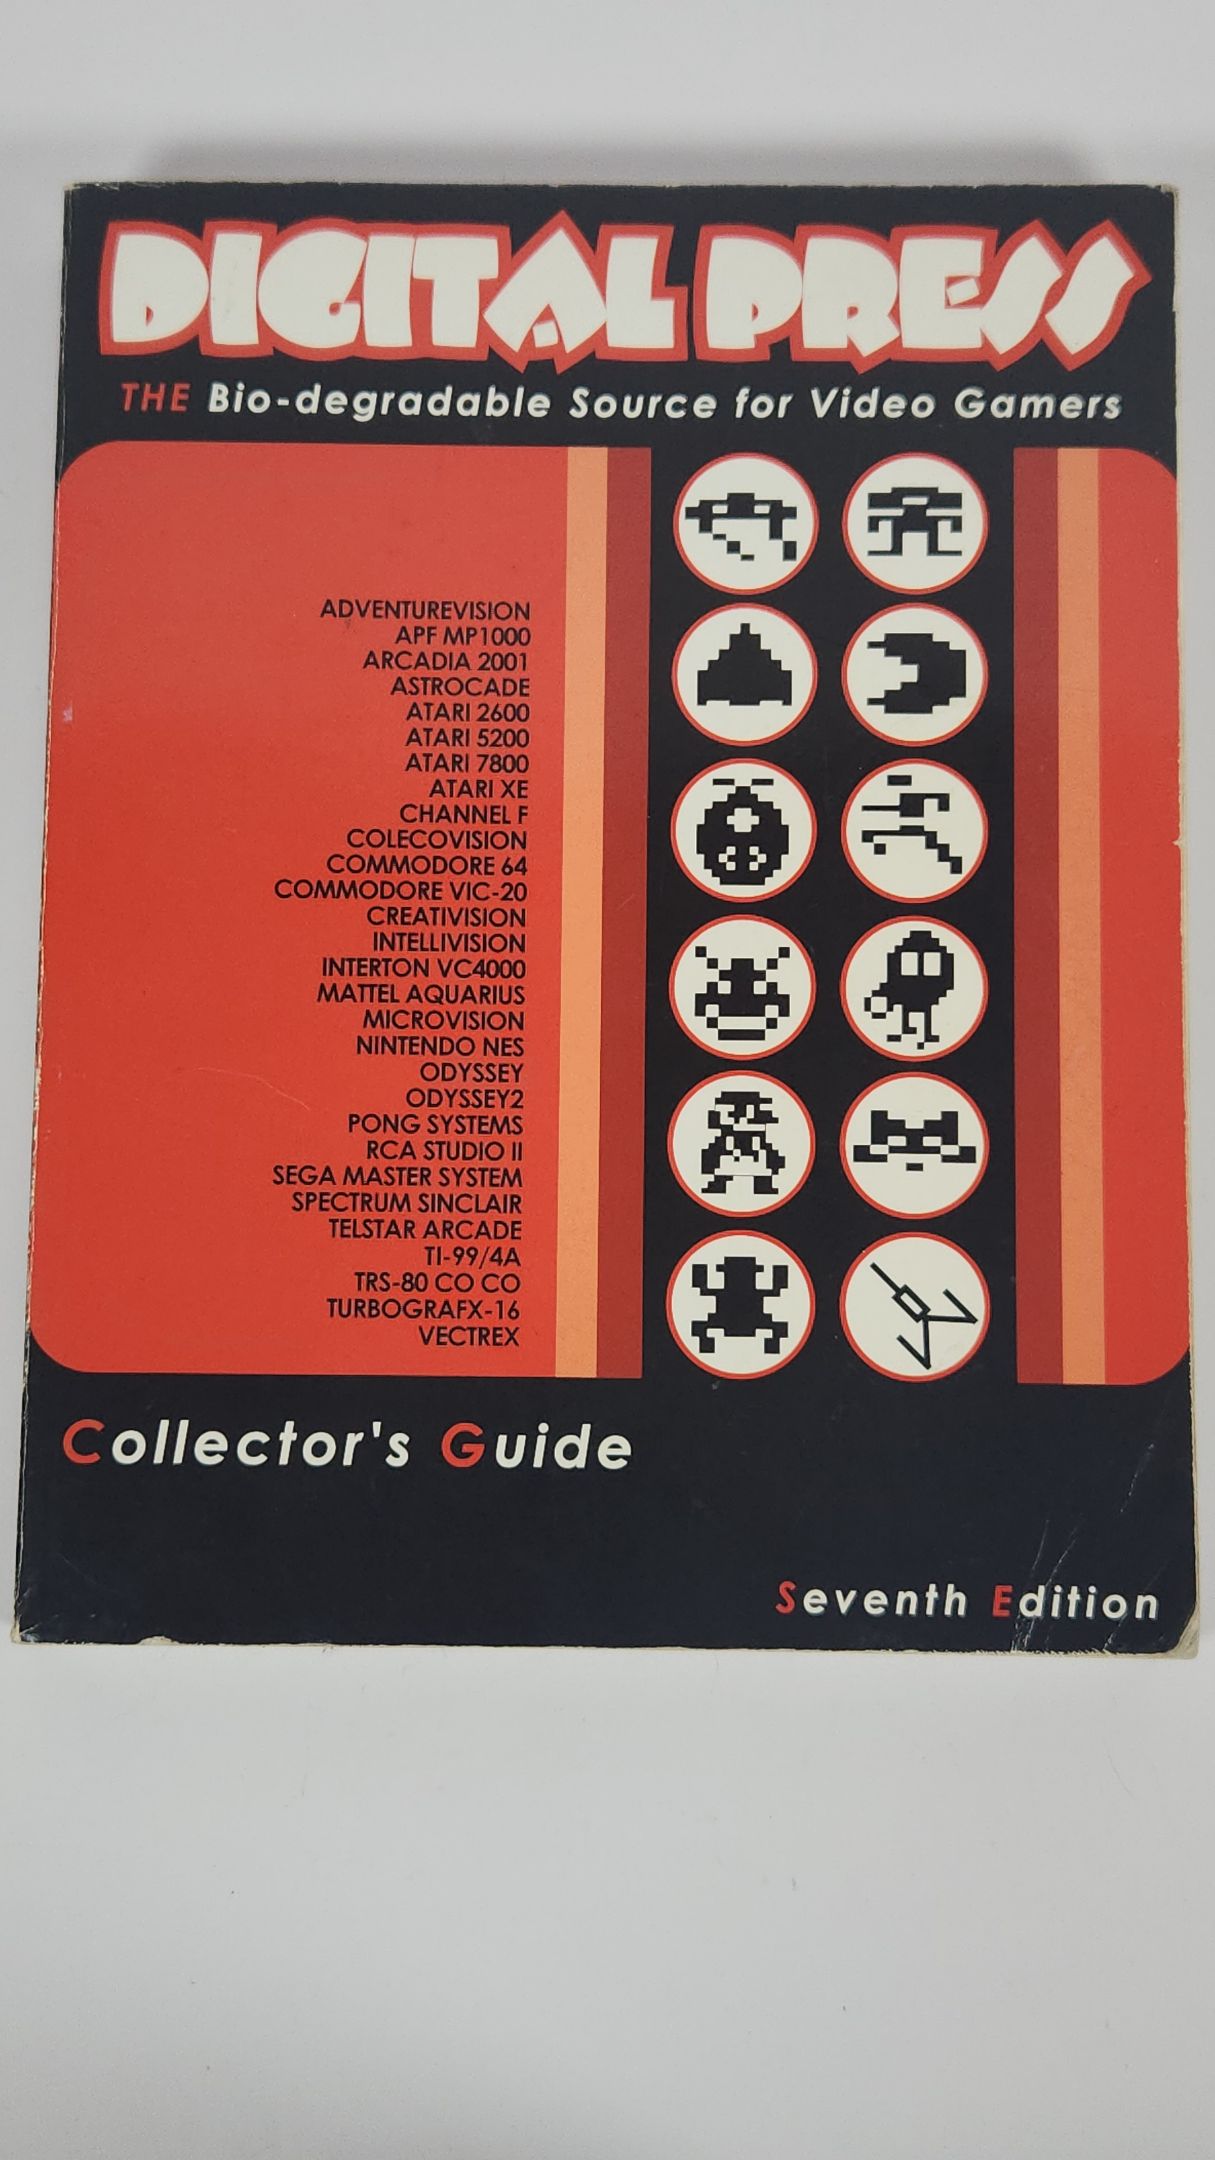 DIGITAL PRESS
THE Bio-degradable Source for Video Gamers
ADVENTUREVISION
APF MP1000
ARCADIA 2001
ASTROCADE
ATARI 2600
ATARI 5200
ATARI 7800
ATARI XE
CHANNEL F
COLECOVISION
COMMODORE 64
COMMODORE VIC-20
CREATIVISION
INTELLIVISION
INTERTON VC4000
MATTEL AQUARIUS
MICROVISION
NINTENDO NES
ODYSSEY
ODYSSEY2
PONG SYSTEMS
RCA STUDIO II
SEGA MASTER SYSTEM
SPECTRUM SINCLAIR
TELSTAR ARCADE
TI-99/4A
TRS-80 CO CO
TURBOGRAFX-16
VECTREX
Collector's Guide
Seventh Edition